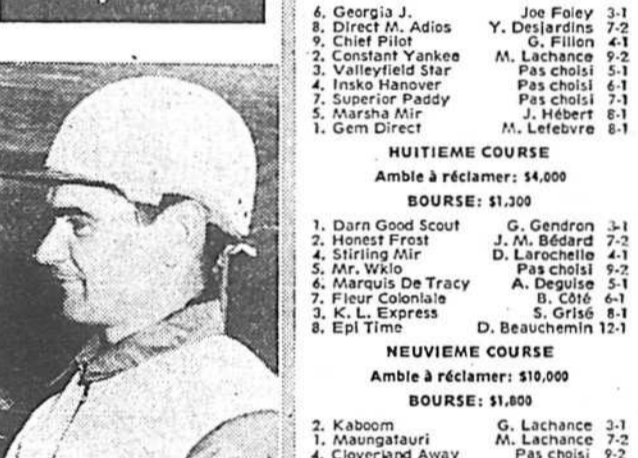 6. Georgia J. Joe Foley 3-1
8. Direct M. Adios Y. Desjardins 7-2
9. Chief Pilot G. Filion 4-1
2. Constant Yankee M. Lachance 9-2
3. Valleyfield Star Pas choisi 5-1
4. Insko Hanover Pas choisi 6-1
7. Superior Paddy Pas choisi 7-1
5. Marsha Mir J. Hébert 8-1
1. Gem Direct M. Lefebvre 8-1
HUITIEME COURSE
Amble à réclamer: $4,000
BOURSE: $1,300
1. Darn Good Scout G. Gendron 3-1
2. Honest Frost J. M. Bédard 7-2
4. Stirling Mir D. Larochelle 4-1
5. Mr. Wklo Pas choisi 9-2
6. Marquis De Tracy A. Deguise 5-1
7. Fleur Coloniale B. Côté 6-1
3. K. L. Express S. Grisé 8-1
8. Epi Time D. Beauchemin 12-1
NEUVIEME COURSE
Amble à réclamer: $10,000
BOURSE: $1,800
2. Kaboom G. Lachance 3-1
1. Maungatauri M. Lachance 7-2
4. Cloverland Away Pas choisi 9-2